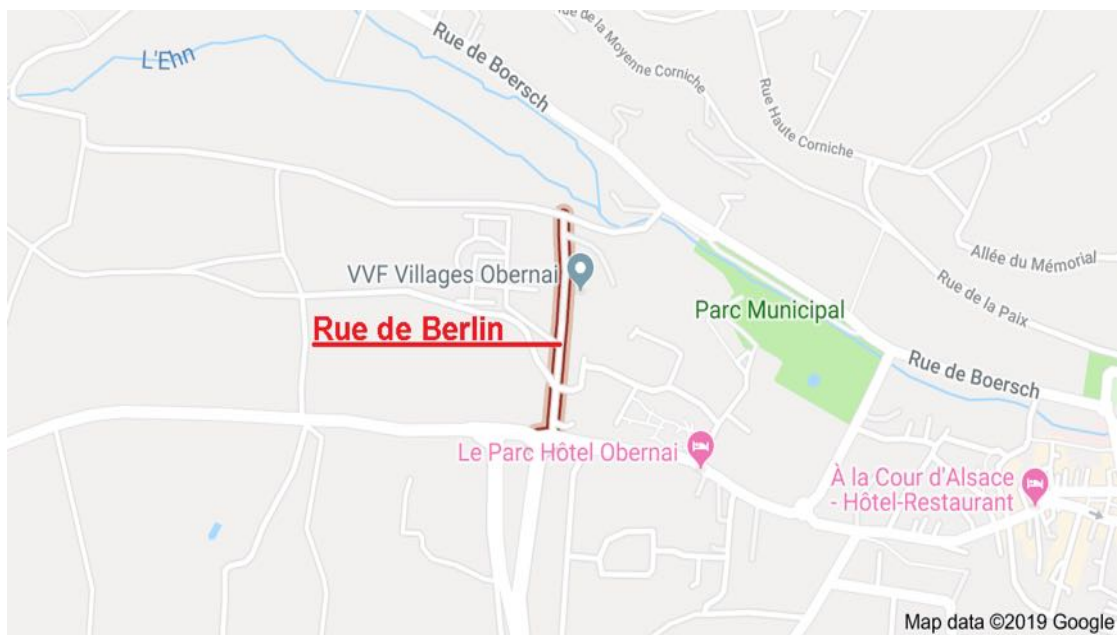 L'Ehn
Rue de Boersch
Rue de la Moyenne Corniche
Rue Haute Corniche
Allée du Mémorial
Rue de la Paix
VVF Villages Obernai
Parc Municipal
Rue de Berlin
Rue de Boersch
Le Parc Hôtel Obernai
À la Cour d'Alsace
- Hôtel-Restaurant
Map data ©2019 Google